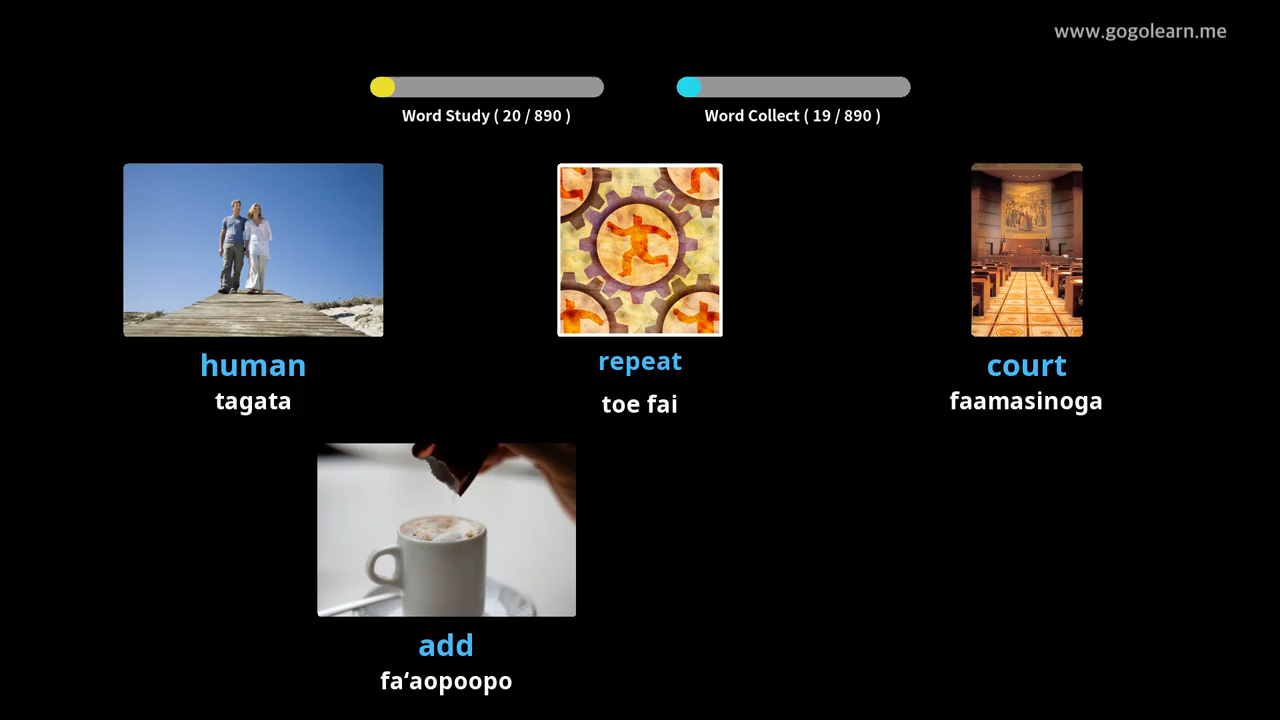 www.gogolearn.me
Word Study ( 20 / 890 )
Word Collect ( 19 / 890 )
human
tagata
repeat
toe fai
court
faamasinoga
add
fa‘aopoopo